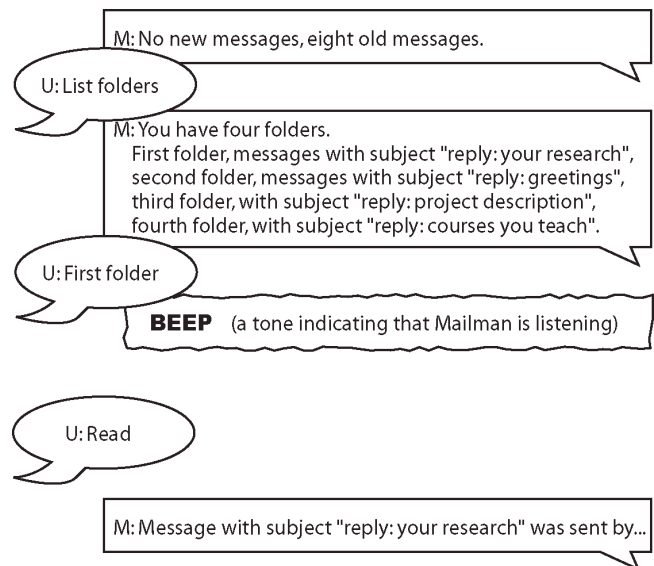 M: No new messages, eight old messages.
U: List folders
M: You have four folders.
First folder, messages with subject "reply: your research",
second folder, messages with subject "reply: greetings",
third folder, with subject "reply: project description",
fourth folder, with subject "reply: courses you teach".
U: First folder
BEEP (a tone indicating that Mailman is listening)
U: Read
M: Message with subject "reply: your research" was sent by...